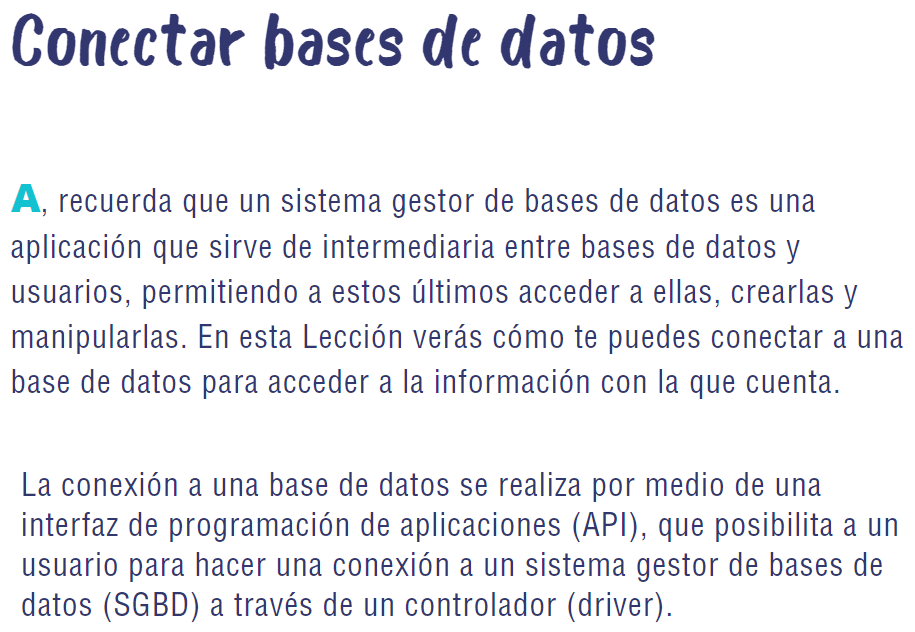 Conectar bases de datos
A, recuerda que un sistema gestor de bases de datos es una
aplicación que sirve de intermediaria entre bases de datos y
usuarios, permitiendo a estos últimos acceder a ellas, crearlas y
manipularlas. En esta Lección verás cómo te puedes conectar a una
base de datos para acceder a la información con la que cuenta.
La conexión a una base de datos se realiza por medio de una
interfaz de programación de aplicaciones (API), que posibilita a un
usuario para hacer una conexión a un sistema gestor de bases de
datos (SGBD) a través de un controlador (driver).